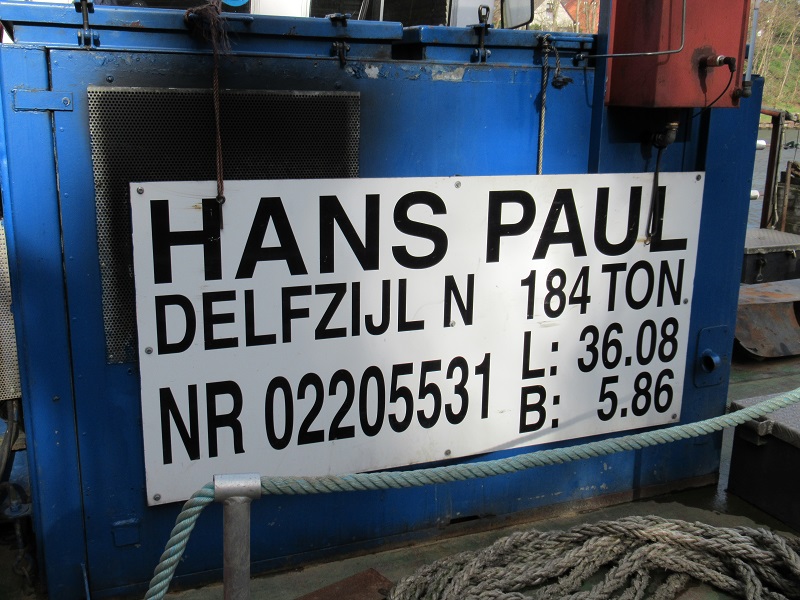 HANS PAUL
DELFZIJL N 184 TON.
NR 02205531 L: 36.08
B: 5.86